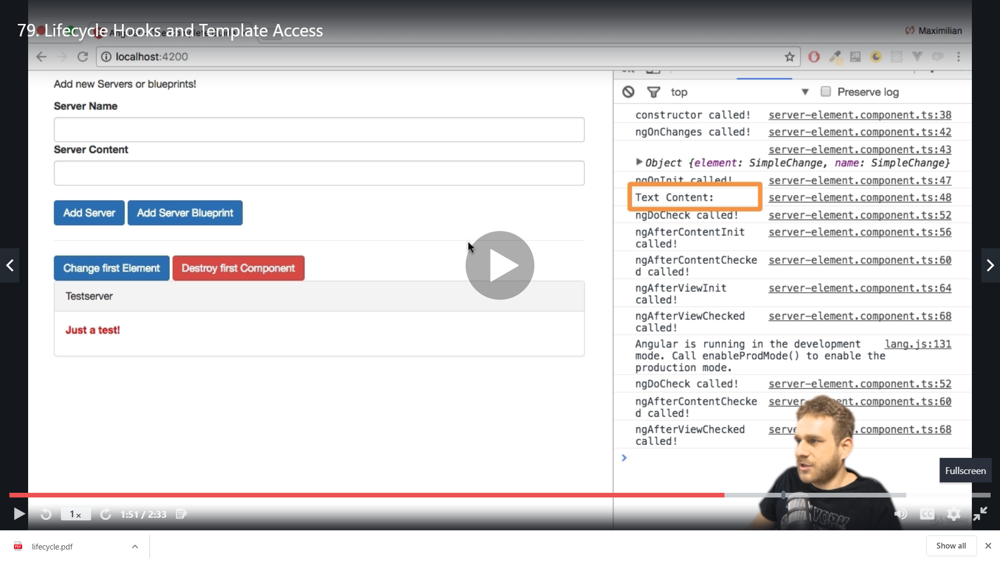 79. Lifecycle Hooks and Template Access
Maximilian
localhost:4200
Add new Servers or blueprints!
Server Name
Server Content
Add Server
Add Server Blueprint
Change first Element
Destroy first Component
Testserver
Just a test!
top
Preserve log
constructor called! server-element.component.ts:38
ngOnChanges called! server-element.component.ts:42
server-element.component.ts:43
Object {element: SimpleChange, name: SimpleChange}
ngOnInit called! server-element.component.ts:47
Text Content: server-element.component.ts:48
ngDoCheck called! server-element.component.ts:52
ngAfterContentInit server-element.component.ts:56
called!
ngAfterContentChecke server-element.component.ts:60
d called!
ngAfterViewInit server-element.component.ts:64
called!
ngAfterViewChecked server-element.component.ts:68
called!
Angular is running in the development lang.js:131
mode. Call enableProdMode() to enable the
production mode.
ngDoCheck called! server-element.component.ts:52
ngAfterContentChecke server
nt.component.ts:60
d called!
ngAfterViewChecked serve
.component.ts:68
called!
Fullscreen
1x
1:51 / 2:33
CC
YORK
PDF
lifecycle.pdf
Show all